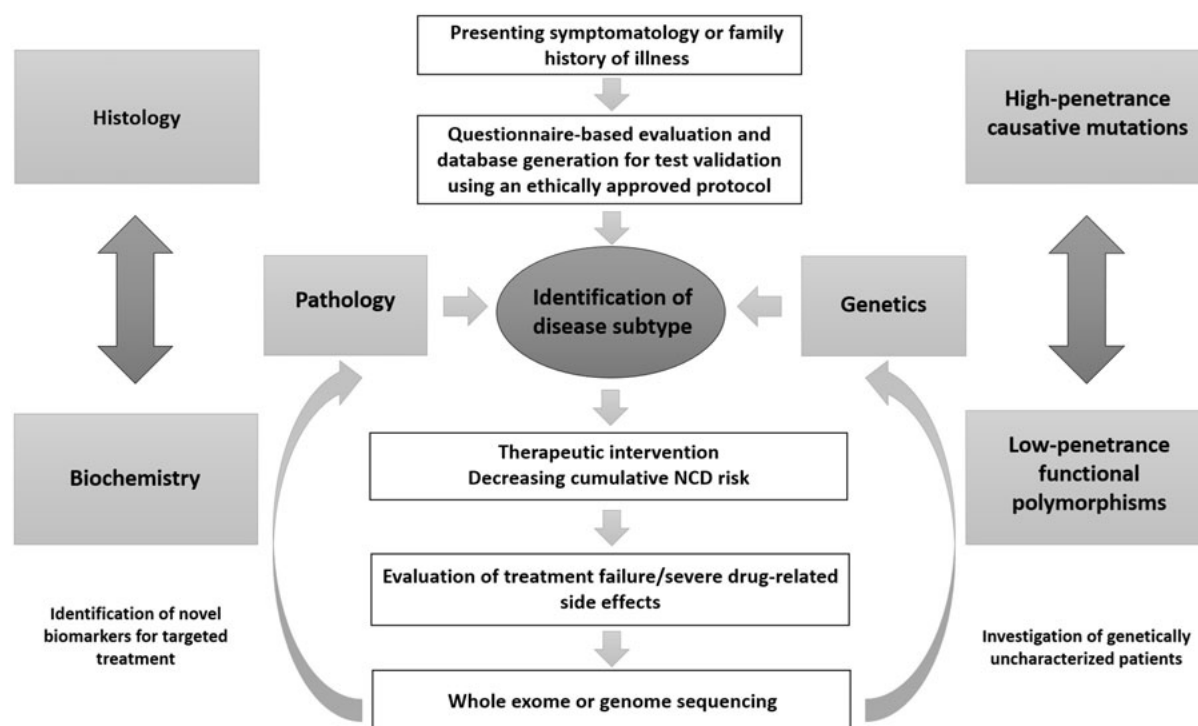 Presenting symptomatology or family
history of illness
Histology
High-penetrance
causative mutations
Questionnaire-based evaluation and
database generation for test validation
using an ethically approved protocol
Pathology
Identification of
disease subtype
Genetics
Biochemistry
Therapeutic intervention
Decreasing cumulative NCD risk
Low-penetrance
functional
polymorphisms
Evaluation of treatment failure/severe drug-related
side effects
Identification of novel
biomarkers for targeted
treatment
Investigation of genetically
uncharacterized patients
Whole exome or genome sequencing